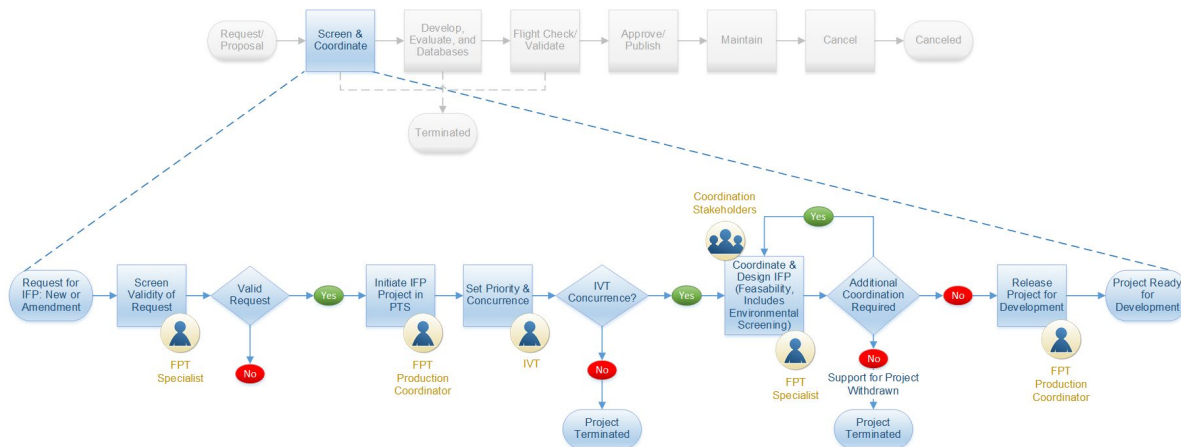 Request/
Proposal
Screen &
Coordinate
Develop,
Evaluate, and
Databases
Flight Check/
Validate
Approve/
Publish
Maintain
Cancel
Canceled
Terminated
Coordination
Stakeholders
Yes
Request for
IFP: New or
Amendment
Screen
Validity of
Request
FPT
Specialist
Valid
Request
No
Yes
Initiate IFP
Project in
PTS
FPT
Production
Coordinator
Set Priority &
Concurrence
IVT
IVT
Concurrence?
No
Project
Terminated
Yes
Coordinate &
Design IFP
(Feasability,
Includes
Environmental
Screening)
FPT
Specialist
Additional
Coordination
Required
No
Support for Project
Withdrawn
Project
Terminated
No
Release
Project for
Development
FPT
Production
Coordinator
Project Ready
for
Development